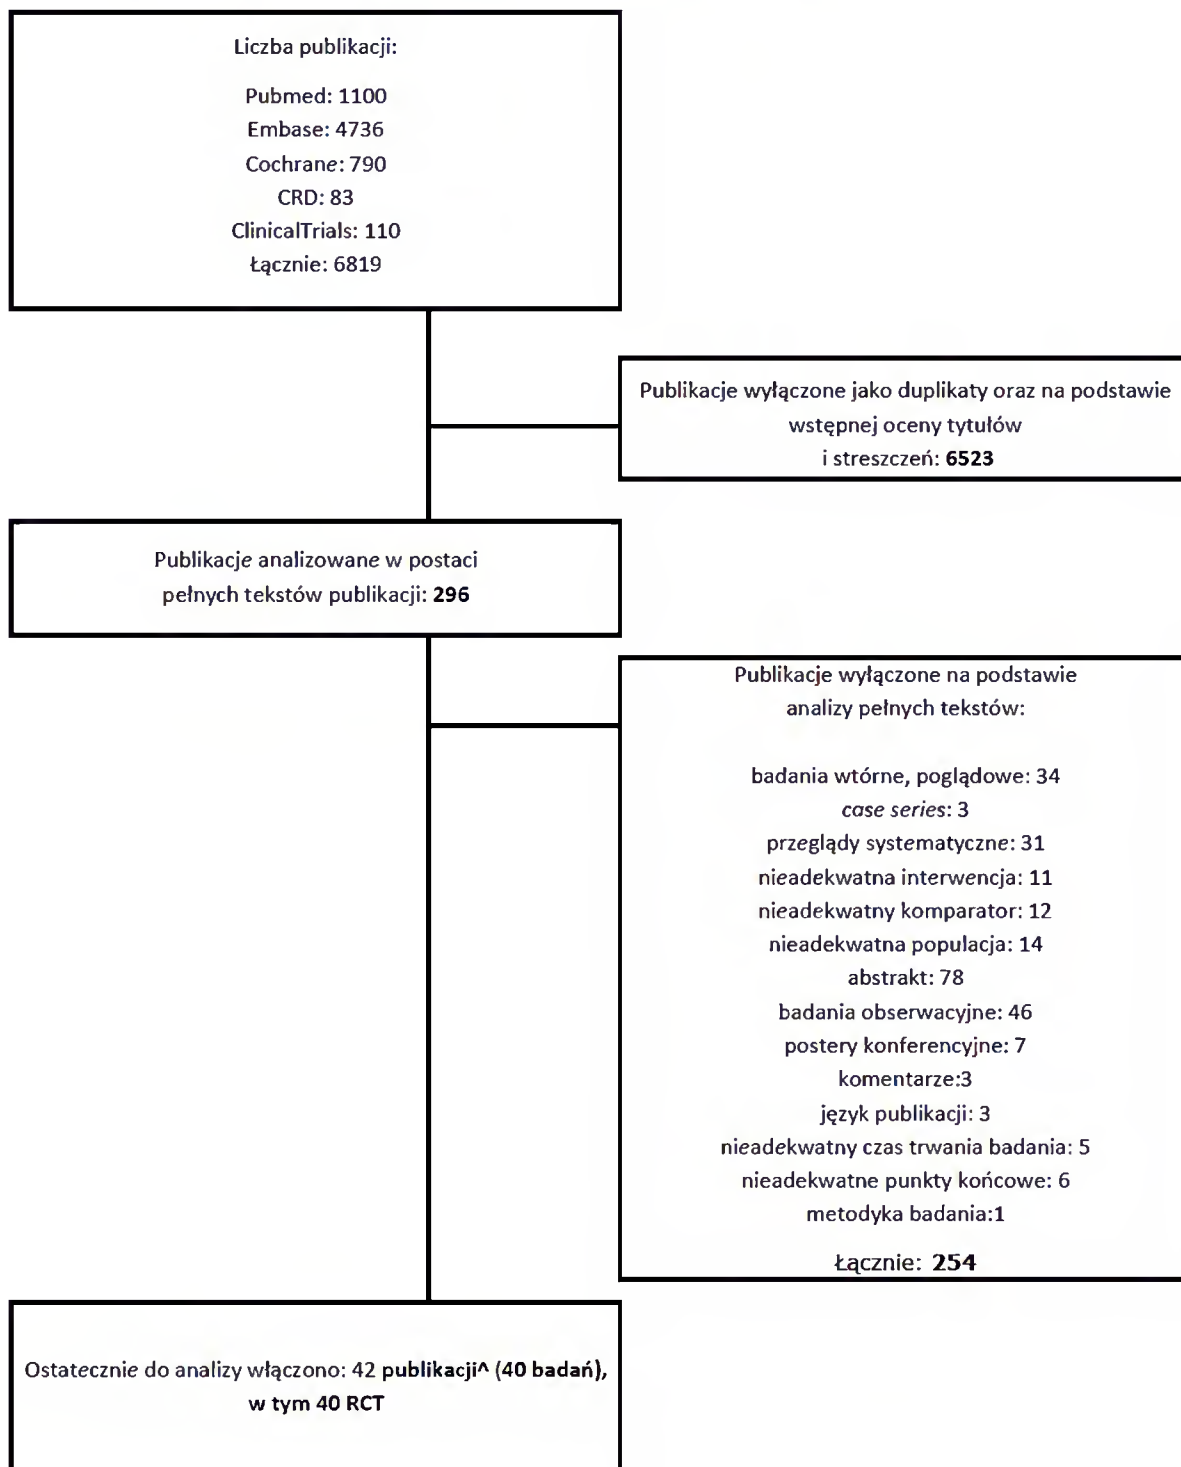 Liczba publikacji:
Pubmed: 1100
Embase: 4736
Cochrane: 790
CRD: 83
ClinicalTrials: 110
Łącznie: 6819
Publikacje wyłączone jako duplikaty oraz na podstawie
wstępnej oceny tytułów
i streszczeń: 6523
Publikacje analizowane w postaci
pełnych tekstów publikacji: 296
Publikacje wyłączone na podstawie
analizy pełnych tekstów:
badania wtórne, poglądowe: 34
case series: 3
przeglądy systematyczne: 31
nieadekwatna interwencja: 11
nieadekwatny komparator: 12
nieadekwatna populacja: 14
abstrakt: 78
badania obserwacyjne: 46
postery konferencyjne: 7
komentarze:3
język publikacji: 3
nieadekwatny czas trwania badania: 5
nieadekwatne punkty końcowe: 6
metodyka badania:1
Łącznie: 254
Ostatecznie do analizy włączono: 42 publikacji^ (40 badań),
w tym 40 RCT